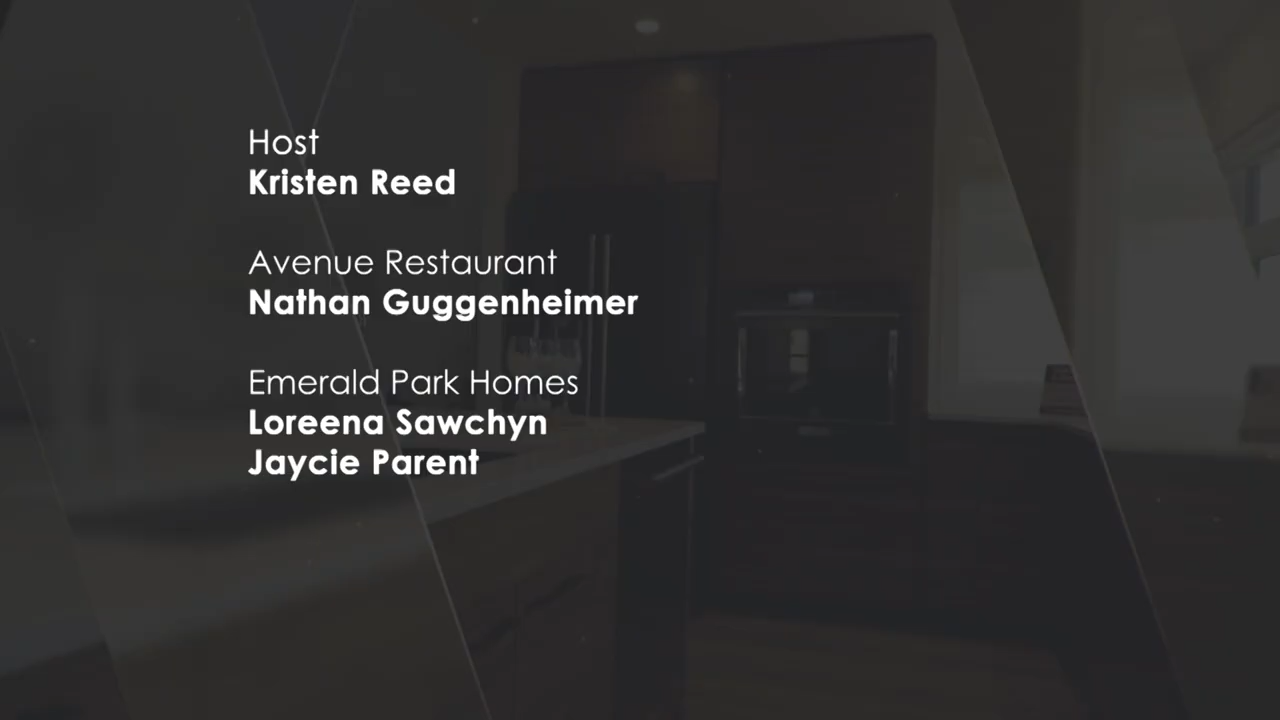 Host
Kristen Reed
Avenue Restaurant
Nathan Guggenheimer
Emerald Park Homes
Loreena Sawchyn
Jaycie Parent